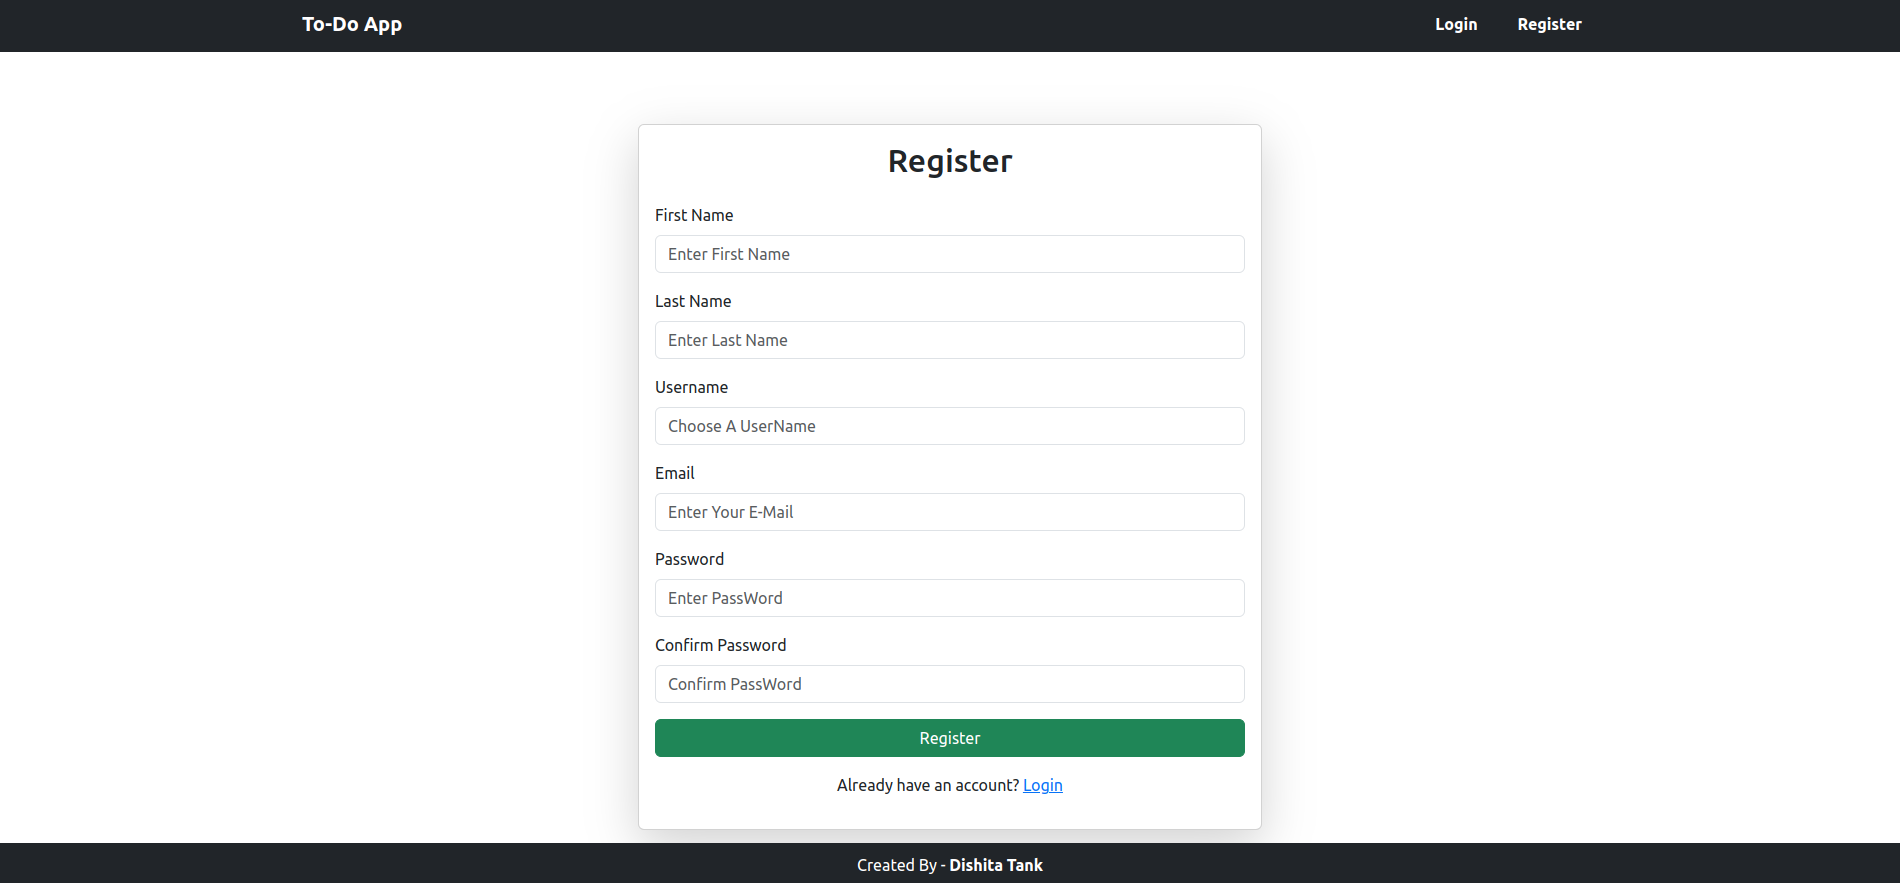 To-Do App Login Register
Register
First Name
Enter First Name
Last Name
Enter Last Name
Username
Choose A UserName
Email
Enter Your E-Mail
Password
Enter PassWord
Confirm Password
Confirm PassWord
Register
Already have an account? Login
Created By - Dishita Tank